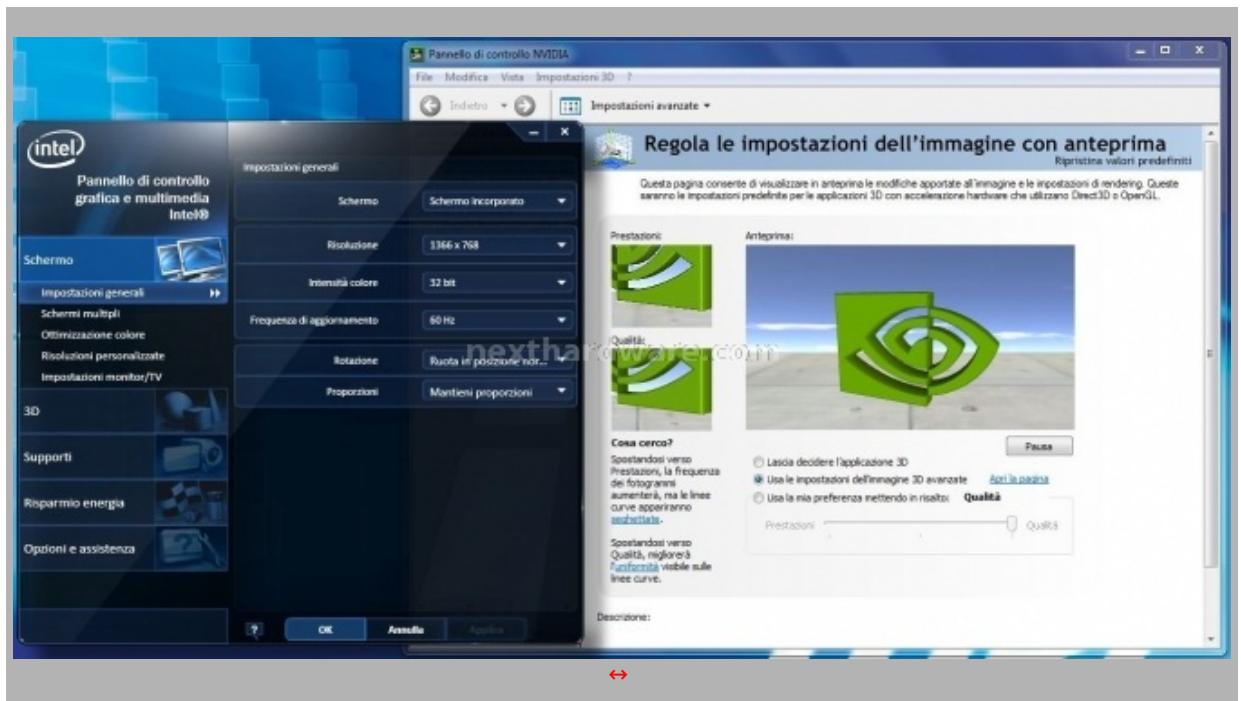 Pannello di controllo NVIDIA
File Modifica Vista Impostazioni 3D ?
Indietro
Impostazioni avanzate
intel
Pannello di controllo
grafica e multimedia
Intel®
Schermo
Impostazioni generali
Schermi multipli
Ottimizzazione colore
Risoluzioni personalizzate
Impostazioni monitor/TV
3D
Supporti
Risparmio energia
Opzioni e assistenza
Impostazioni generali
Schermo Schermo incorporato
Risoluzione 1366 x 768
Intensità colore 32 bit
Frequenza di aggiornamento 60 Hz
Rotazione Ruota in posizione nor...
Proporzioni Mantieni proporzioni
? OK Annulla Applica
Regola le impostazioni dell'immagine con anteprima
Ripristina valori predefiniti
Questa pagina consente di visualizzare in anteprima le modifiche apportate all'immagine e le impostazioni di rendering. Queste
saranno le impostazioni predefinite per le applicazioni 3D con accelerazione hardware che utilizzano Direct3D o OpenGL.
Prestazioni:
Anteprima:
Qualità:
nexthardware.com
Cosa cerco?
Spostandosi verso
Prestazioni, la frequenza
dei fotogrammi
aumenterà, ma le linee
curve appariranno
seghettate.
Spostandosi verso
Qualità, migliorerà
l'uniformità visibile sulle
linee curve.
Pausa
Lascia decidere l'applicazione 3D
Usa le impostazioni dell'immagine 3D avanzate Apri la pagina
Usa la mia preferenza mettendo in risalto: Qualità
Prestazioni Qualità
Descrizione: